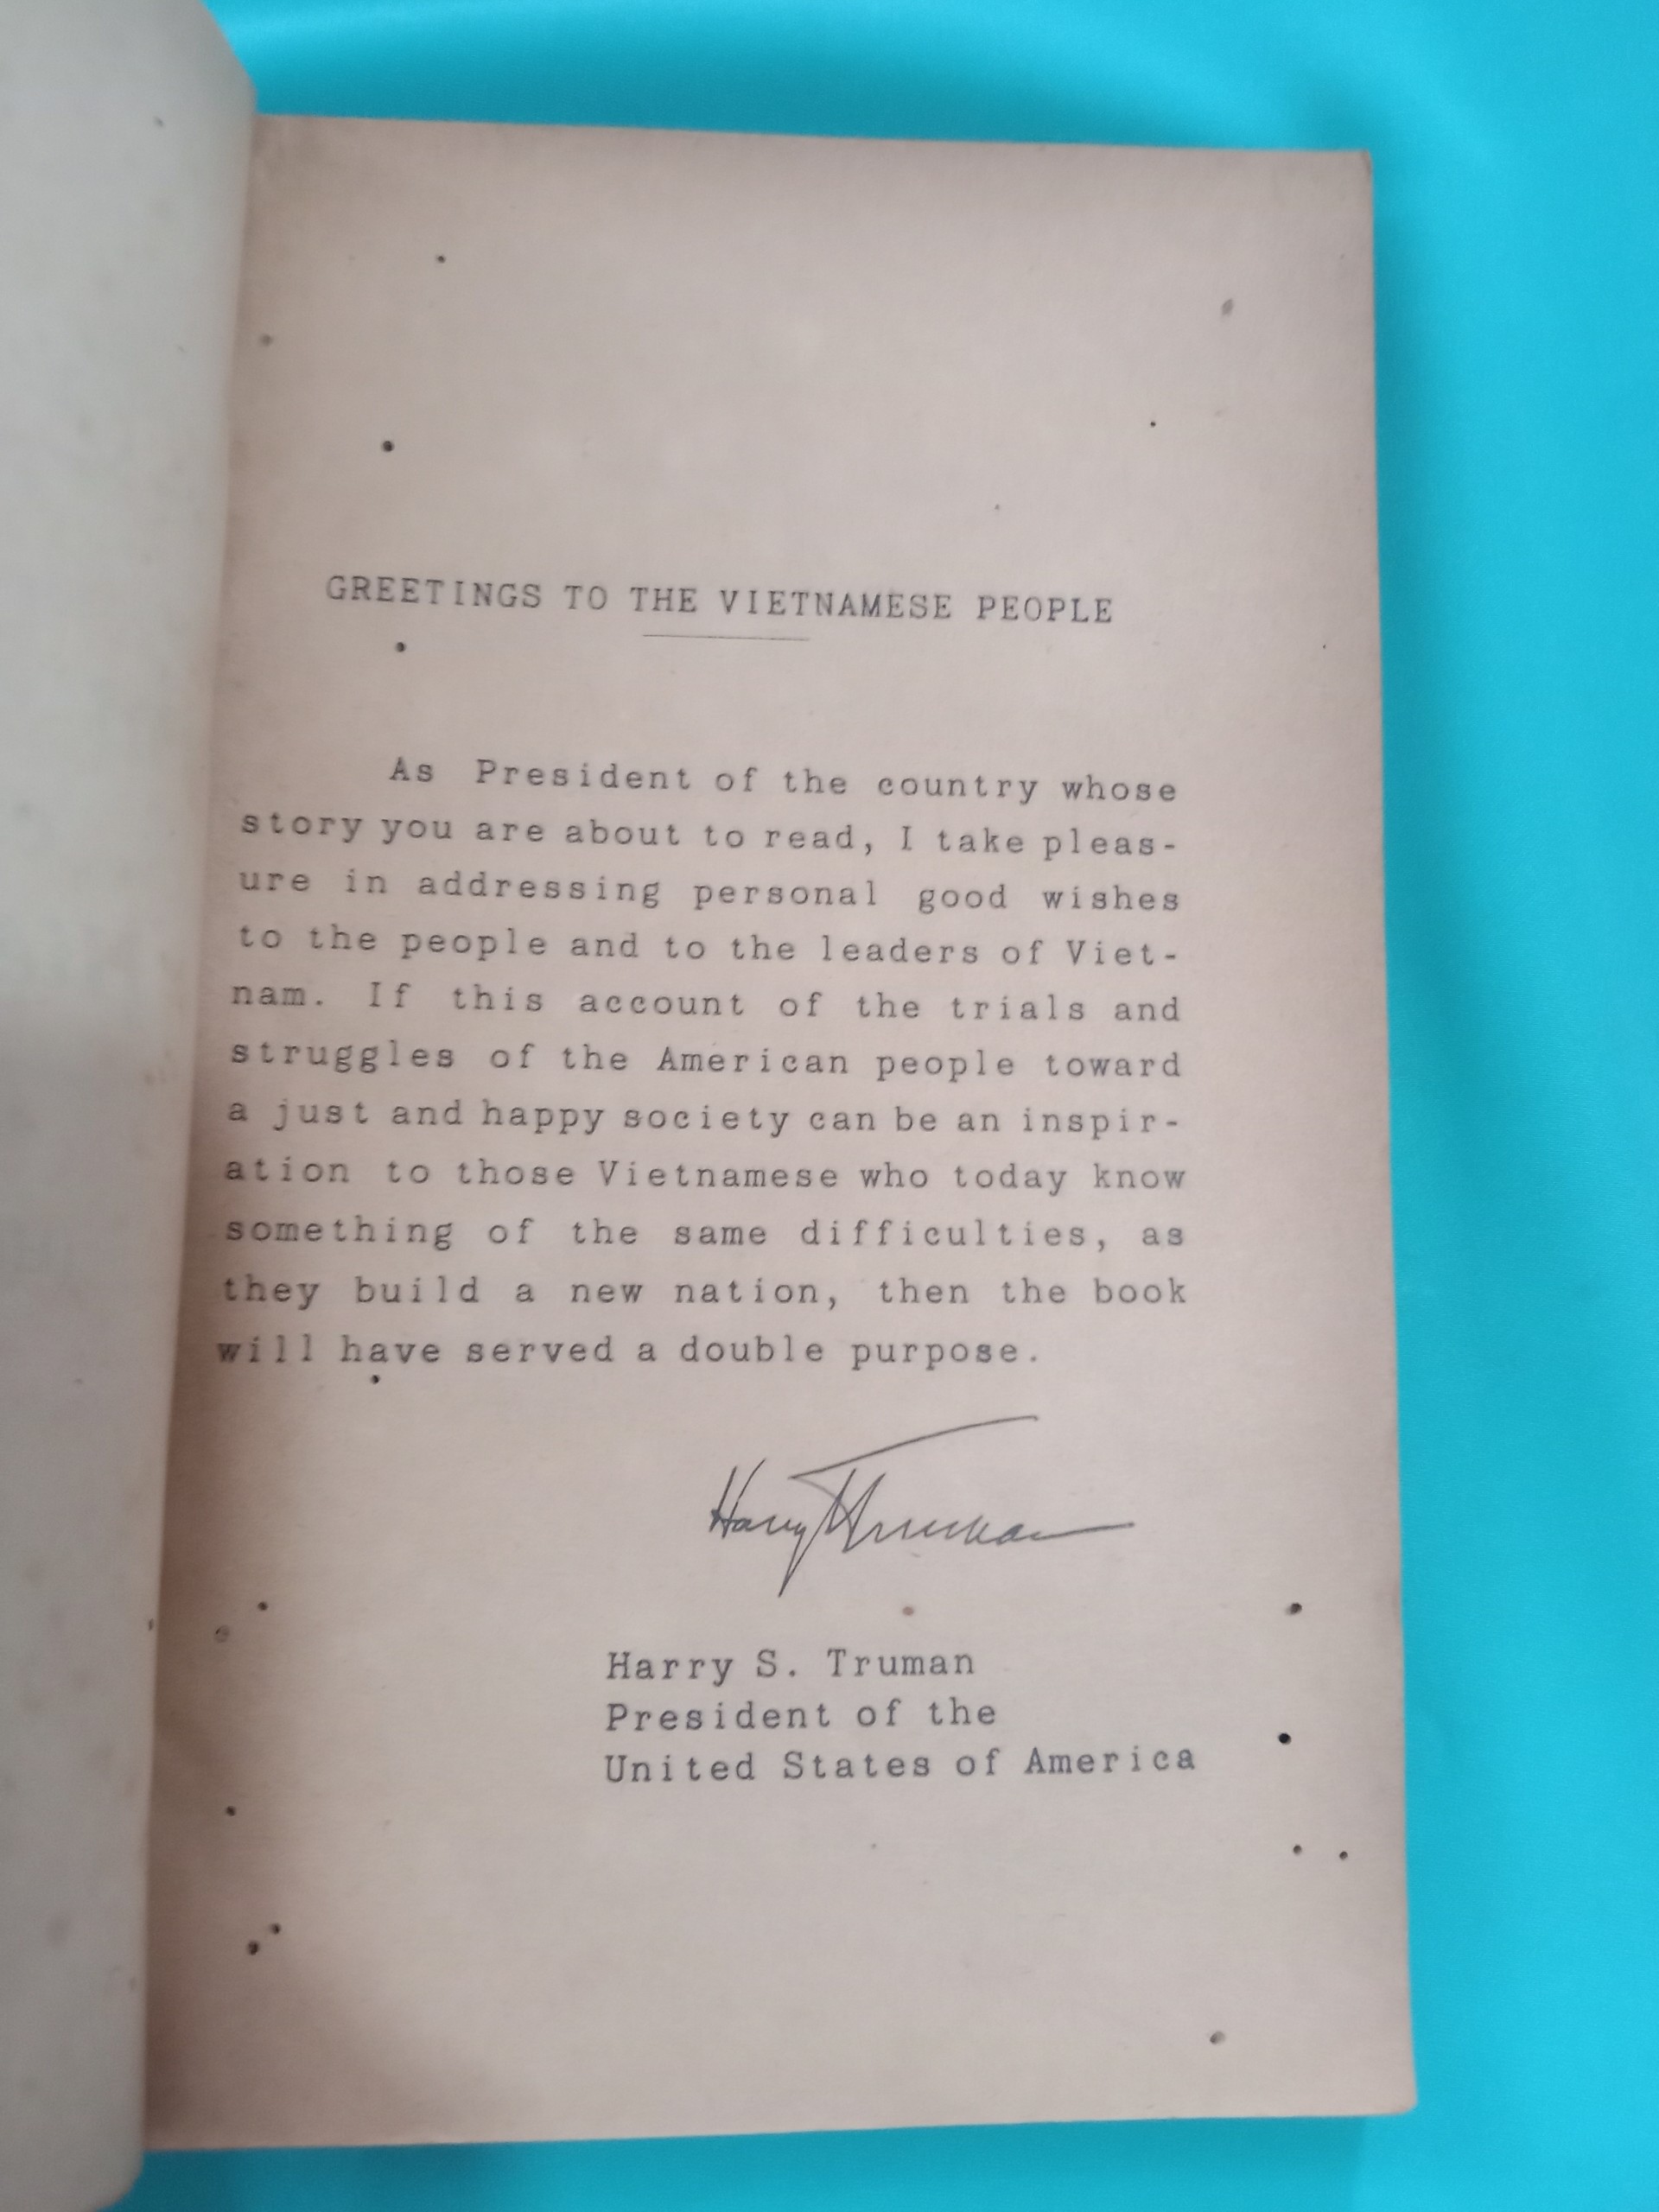 GREETINGS TO THE VIETNAMESE PEOPLE
As President of the country whose
story you are about to read, I take pleas-
ure in addressing personal good wishes
to the people and to the leaders of Viet-
nam. If this account of the trials and
struggles of the American people toward
a just and happy society can be an inspir-
ation to those Vietnamese who today know
something of the same difficulties, as
they build a new nation, then the book
will have served a double purpose.
Harry S Truman
Harry S. Truman
President of the
United States of America